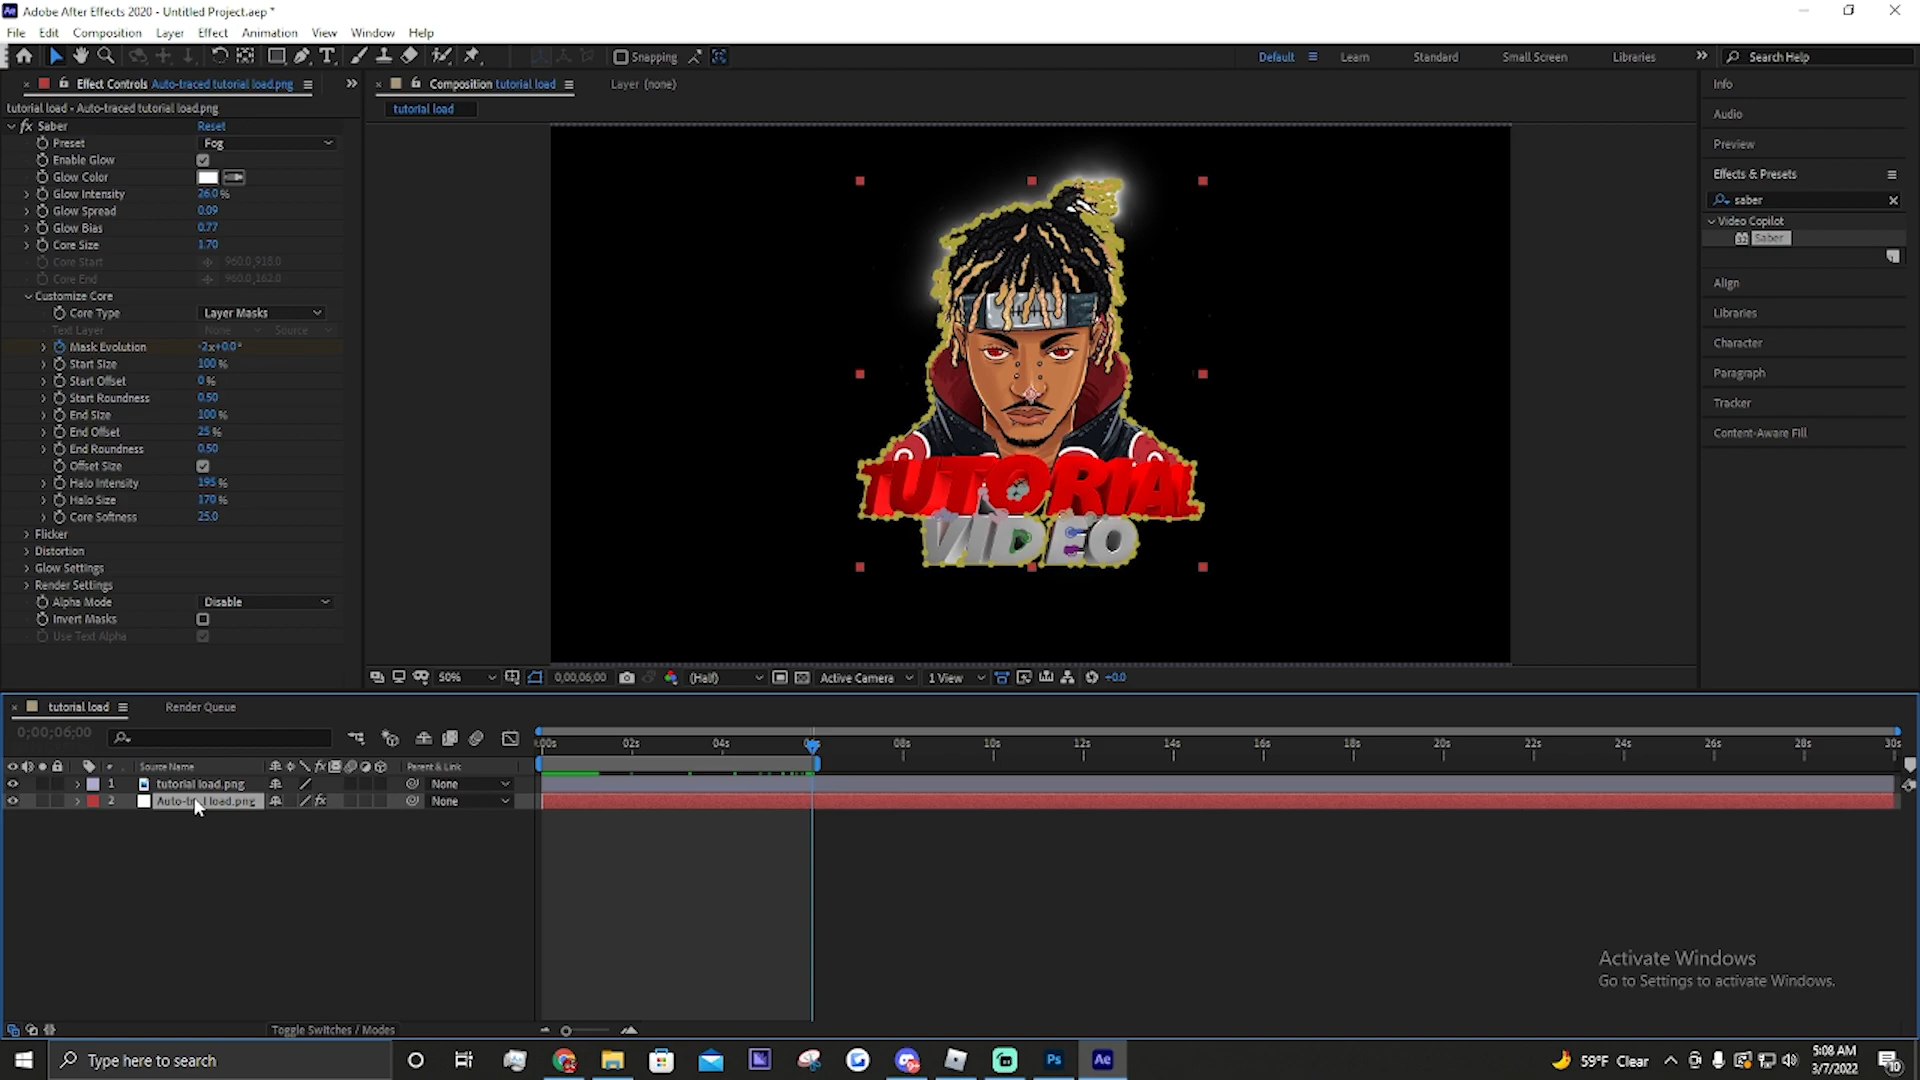 Adobe After Effects 2020 - Untitled Project.aep *
File Edit Composition Layer Effect Animation View Window Help
Snapping
Default Learn Standard Small Screen Libraries Search Help
Effect Controls Auto-traced tutorial load.png
Composition tutorial load
Layer (none)
tutorial load - Auto-traced tutorial load.png
tutorial load
fx Saber Reset
Preset Fog
Enable Glow
Glow Color
Glow Intensity 26.0 %
Glow Spread 0.09
Glow Bias 0.77
Core Size 1.70
Core Start 960.0,918.0
Core End 960.0,162.0
Customize Core
Core Type Layer Masks
Text Layer None Source
Mask Evolution -2x+0.0°
Start Size 100 %
Start Offset 0 %
Start Roundness 0.50
End Size 100 %
End Offset 25 %
End Roundness 0.50
Offset Size
Halo Intensity 195 %
Halo Size 170 %
Core Softness 25.0
Flicker
Distortion
Glow Settings
Render Settings
Alpha Mode Disable
Invert Masks
Use Text Alpha
TUTORIAL
VIDEO
Info
Audio
Preview
Effects & Presets
saber
Video Copilot
32 Saber
Align
Libraries
Character
Paragraph
Tracker
Content-Aware Fill
50% 0;00;06;00 (Half) Active Camera 1 View +0.0
tutorial load Render Queue
0;00;06;00
:00s 02s 04s 06s 08s 10s 12s 14s 16s 18s 20s 22s 24s 26s 28s 30s
# Source Name fx Parent & Link
1 tutorial load.png None
2 Auto-tr...l load.png fx None
Activate Windows
Go to Settings to activate Windows.
Toggle Switches / Modes
Type here to search
Ps Ae
59°F Clear
5:08 AM
3/7/2022
10